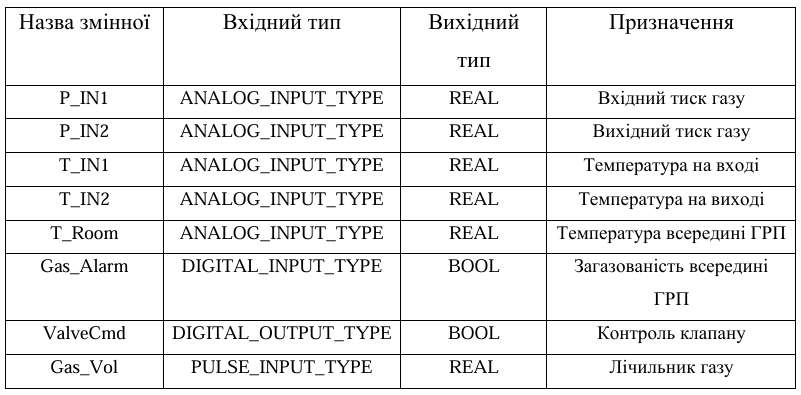 Назва змінної	Вхідний тип	Вихідний	Призначення
тип
P_IN1	ANALOG_INPUT_TYPE	REAL	Вхідний тиск газу
P_IN2	ANALOG_INPUT_TYPE	REAL	Вихідний тиск газу
T_IN1	ANALOG_INPUT_TYPE	REAL	Температура на вході
T_IN2	ANALOG_INPUT_TYPE	REAL	Температура на виході
T_Room	ANALOG_INPUT_TYPE	REAL	Температура всередині ГРП
Gas_Alarm	DIGITAL_INPUT_TYPE	BOOL	Загазованість всередині
ГРП
ValveCmd	DIGITAL_OUTPUT_TYPE	BOOL	Контроль клапану
Gas_Vol	PULSE_INPUT_TYPE	REAL	Лічильник газу